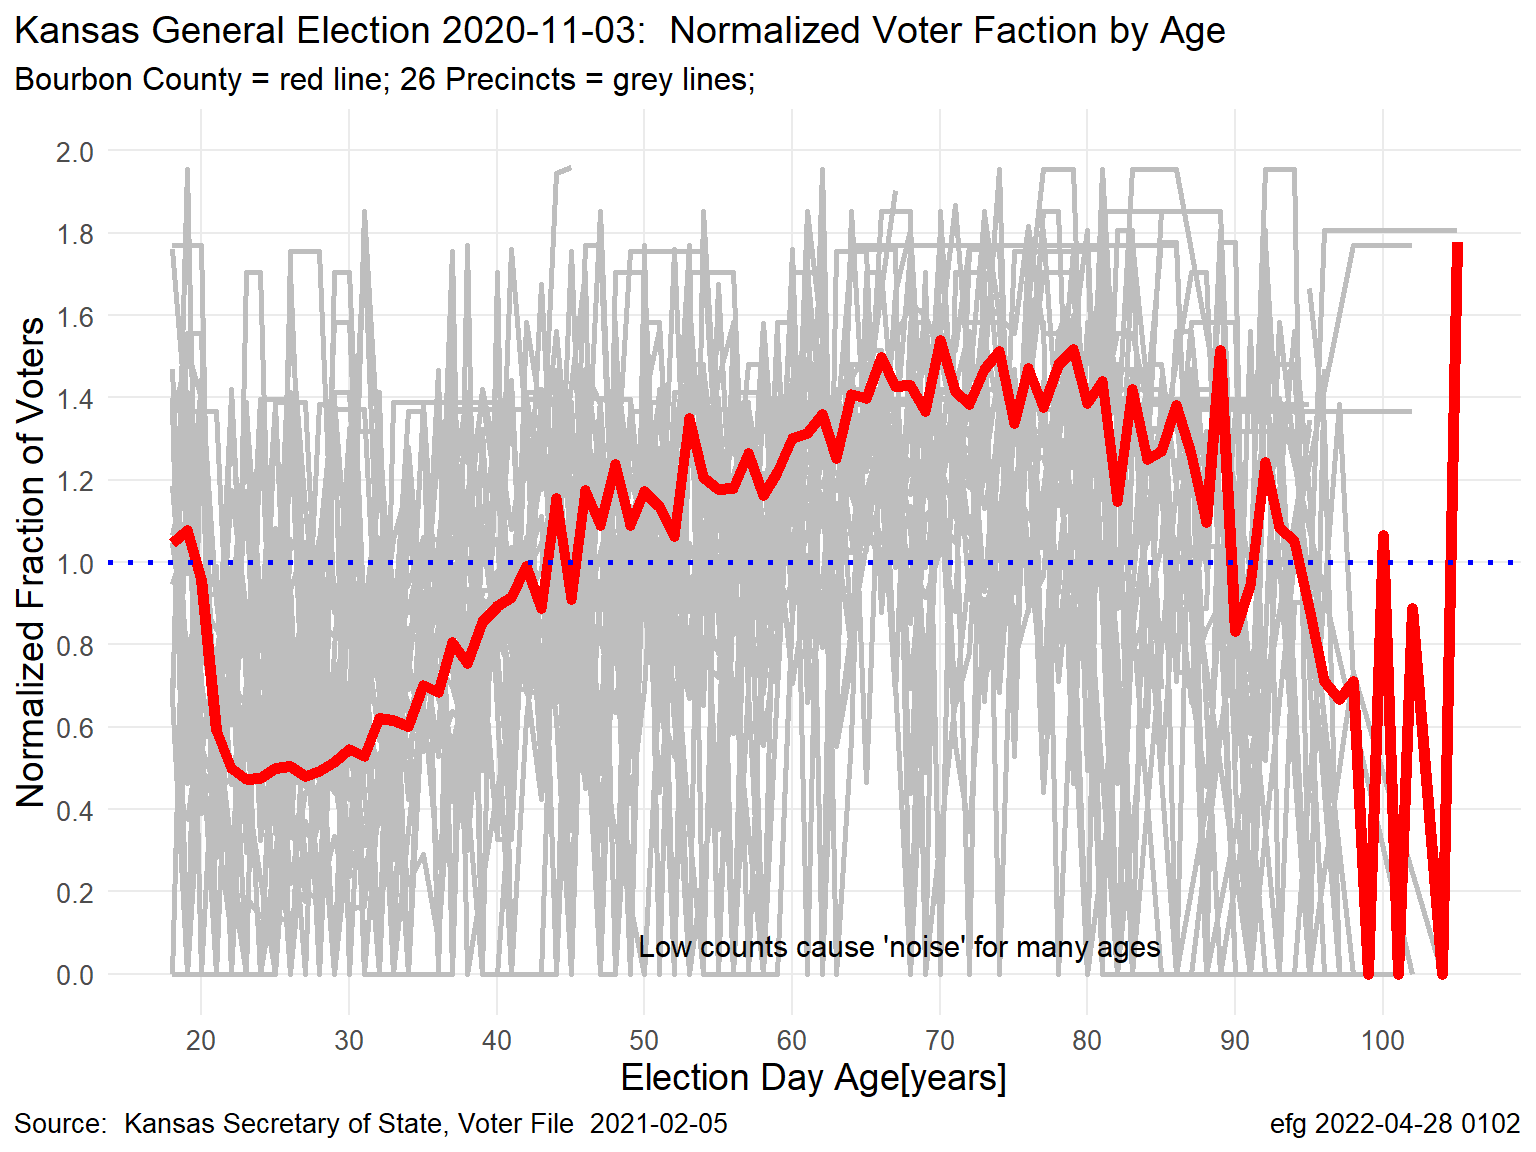 Kansas General Election 2020-11-03:  Normalized Voter Faction by Age
Bourbon County = red line; 26 Precincts = grey lines;
Normalized Fraction of Voters
2.0
1.8
1.6
1.4
1.2
1.0
0.8
0.6
0.4
0.2
0.0
Low counts cause 'noise' for many ages
20 30 40 50 60 70 80 90 100
Election Day Age[years]
Source:  Kansas Secretary of State, Voter File  2021-02-05
efg 2022-04-28 0102